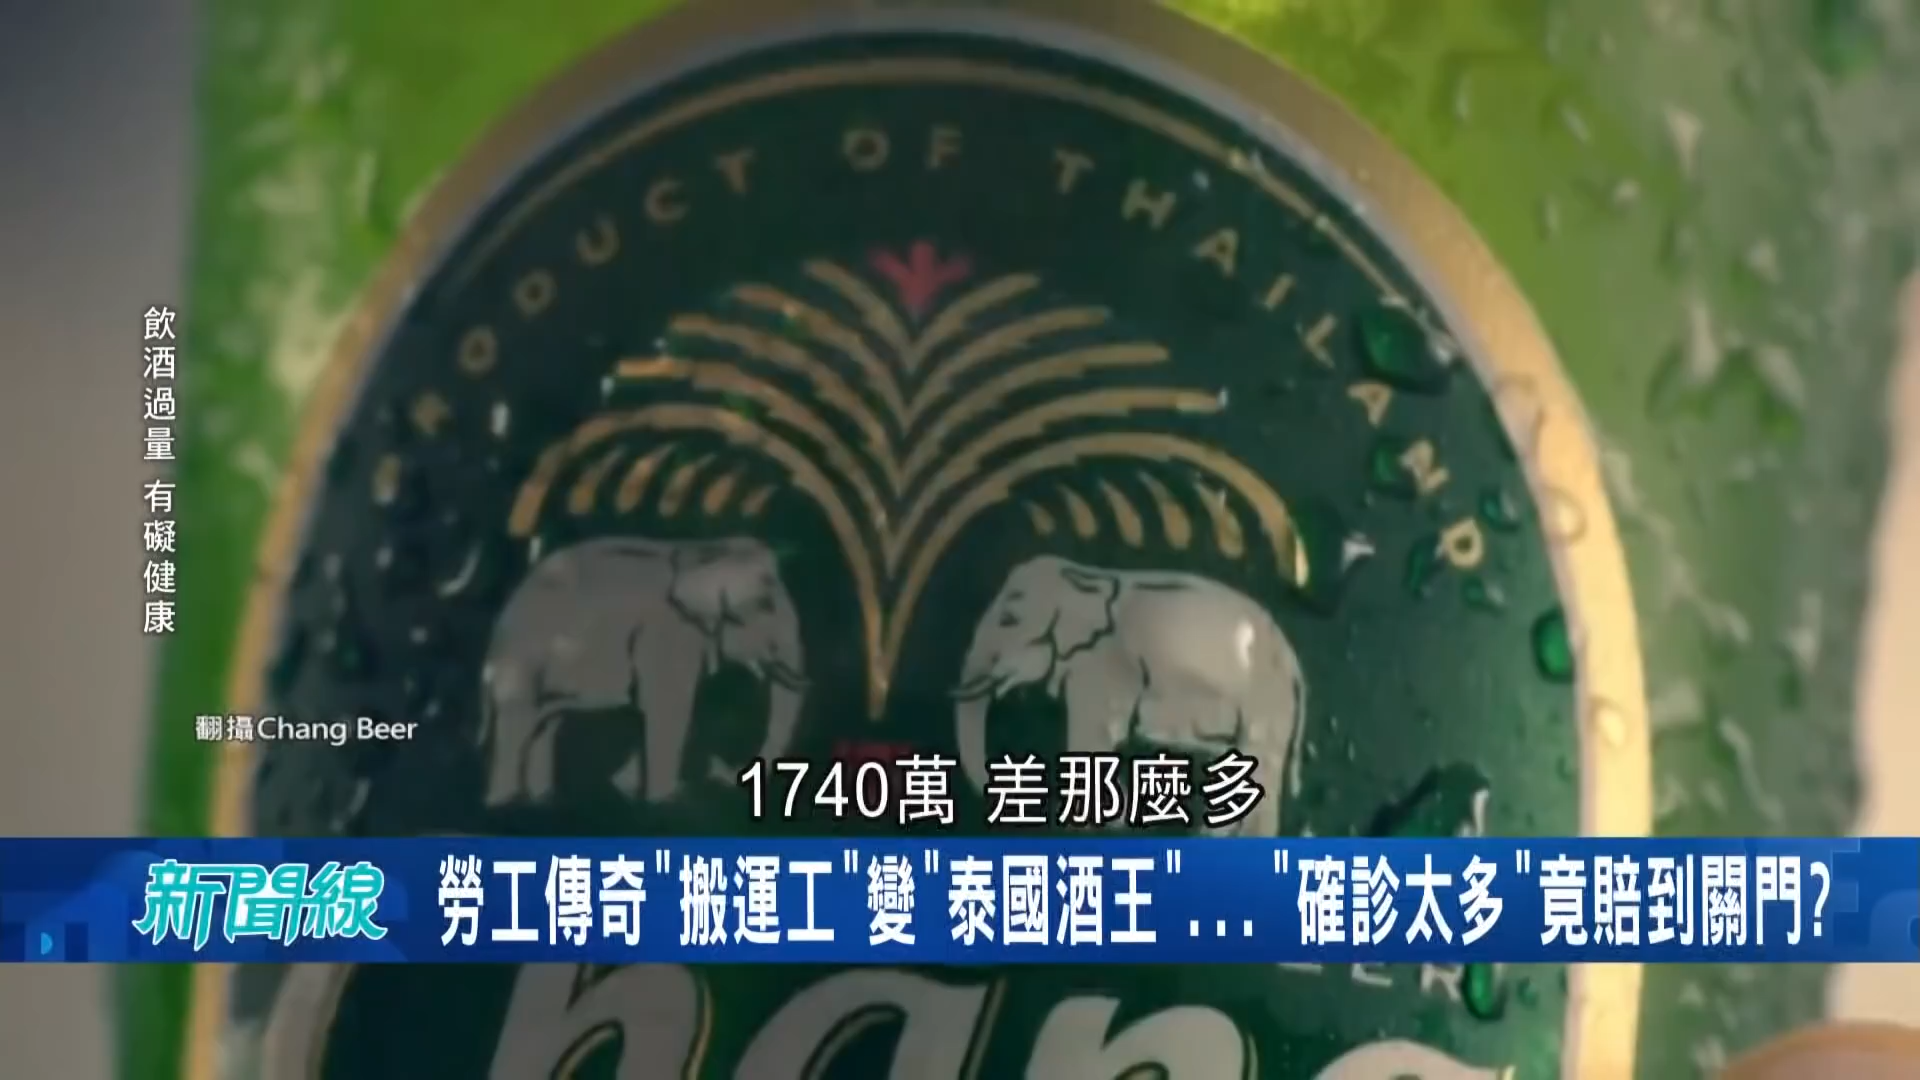 PRODUCT OF THAILAND
飲酒過量 有礙健康
翻攝Chang Beer
1740萬 差那麼多
新聞線
勞工傳奇"搬運工"變"泰國酒王"... "確診太多"竟賠到關門?
Chang